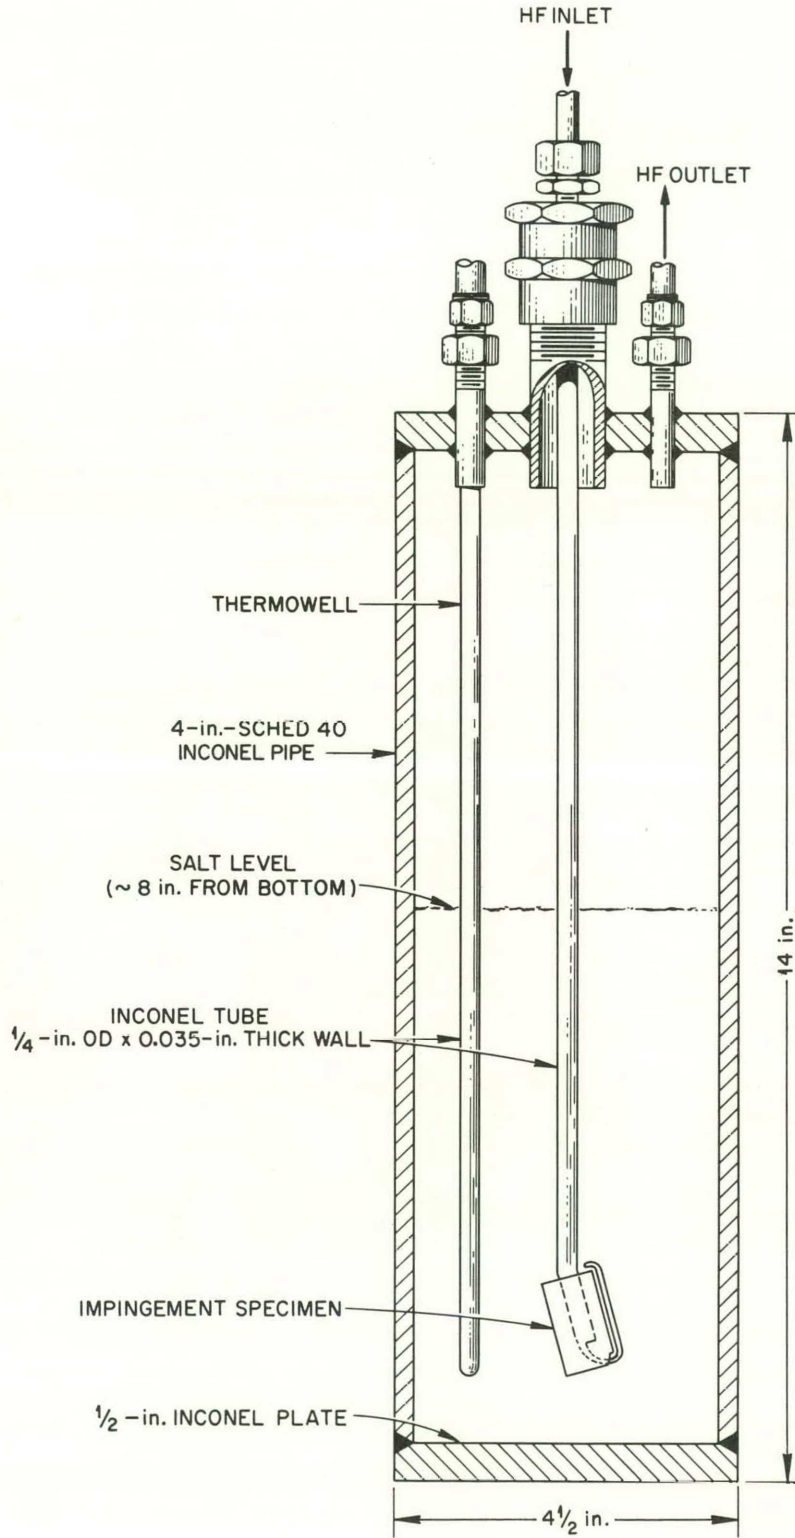 HF INLET
HF OUTLET
THERMOWELL
4-in.-SCHED 40
INCONEL PIPE
SALT LEVEL
(~ 8 in. FROM BOTTOM)
14 in.
INCONEL TUBE
1/4-in. OD x 0.035-in. THICK WALL
IMPINGEMENT SPECIMEN
1/2-in. INCONEL PLATE
4 1/2 in.